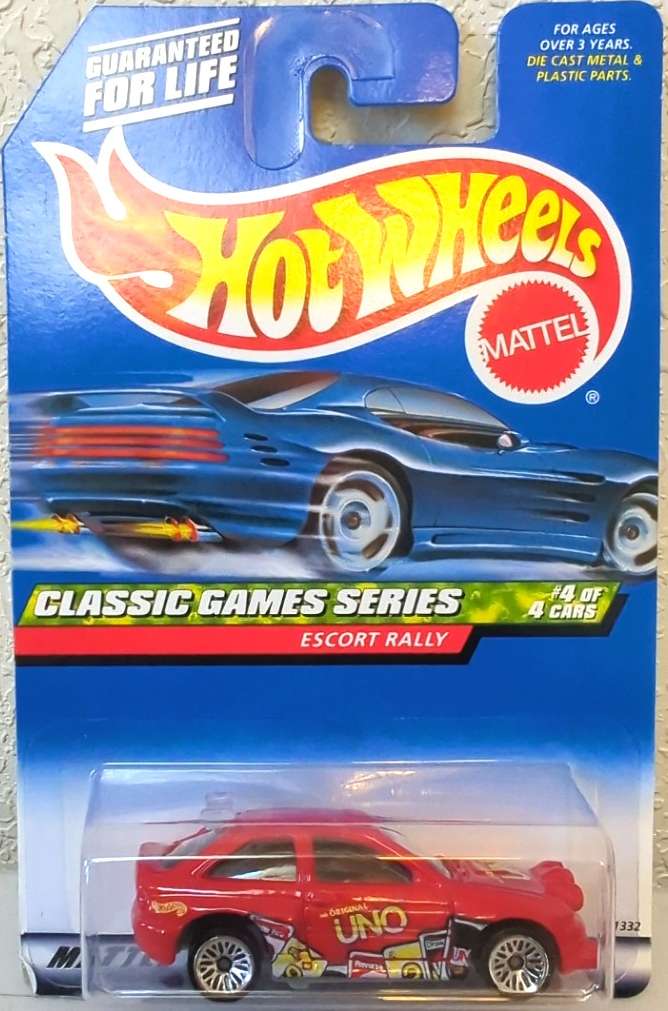 GUARANTEED
FOR LIFE
FOR AGES
OVER 3 YEARS.
DIE CAST METAL &
PLASTIC PARTS.
HOT WHEELS
MATTEL
®
CLASSIC GAMES SERIES
#4 OF
4 CARS
ESCORT RALLY
ORIGINAL
UNO
1332